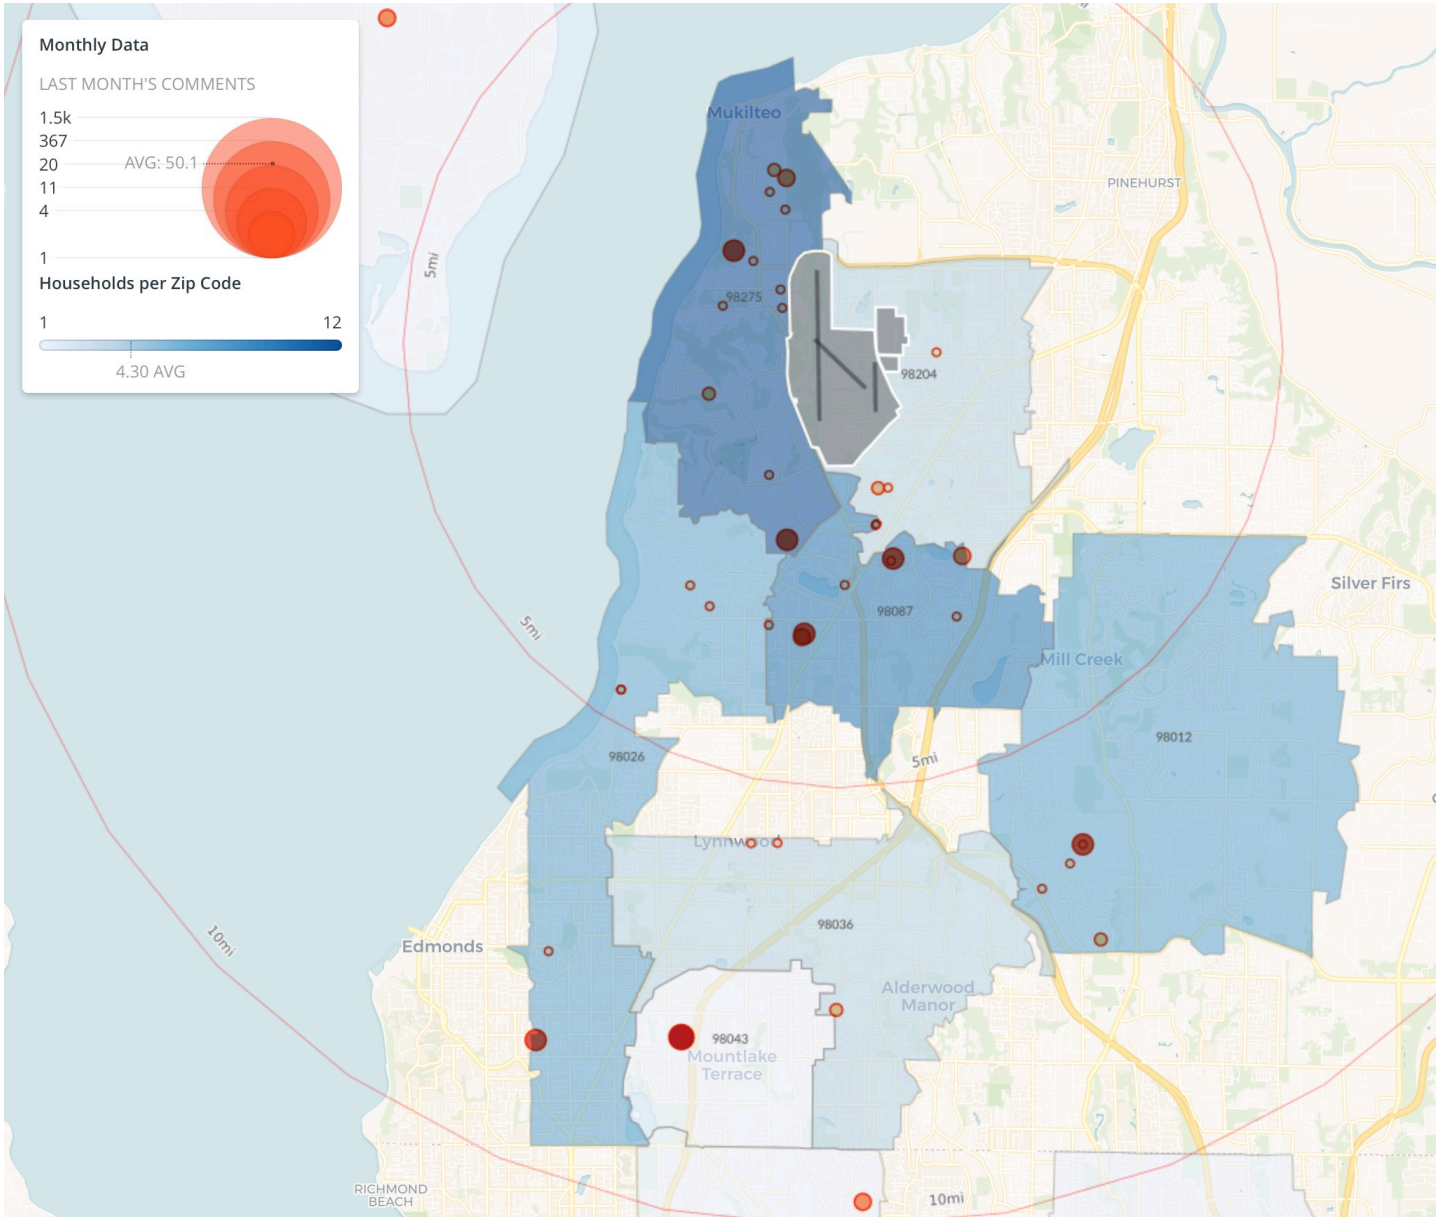 Monthly Data
LAST MONTH'S COMMENTS
1.5k
367
20
AVG: 50.1
11
4
1
Households per Zip Code
1
12
4.30 AVG
Mukilteo
PINEHURST
5mi
98275
98204
Silver Firs
98087
5mi
Mill Creek
98012
98026
5mi
Lynnwood
98036
10mi
Edmonds
Alderwood
Manor
98043
Mountlake
Terrace
RICHMOND
BEACH
10mi